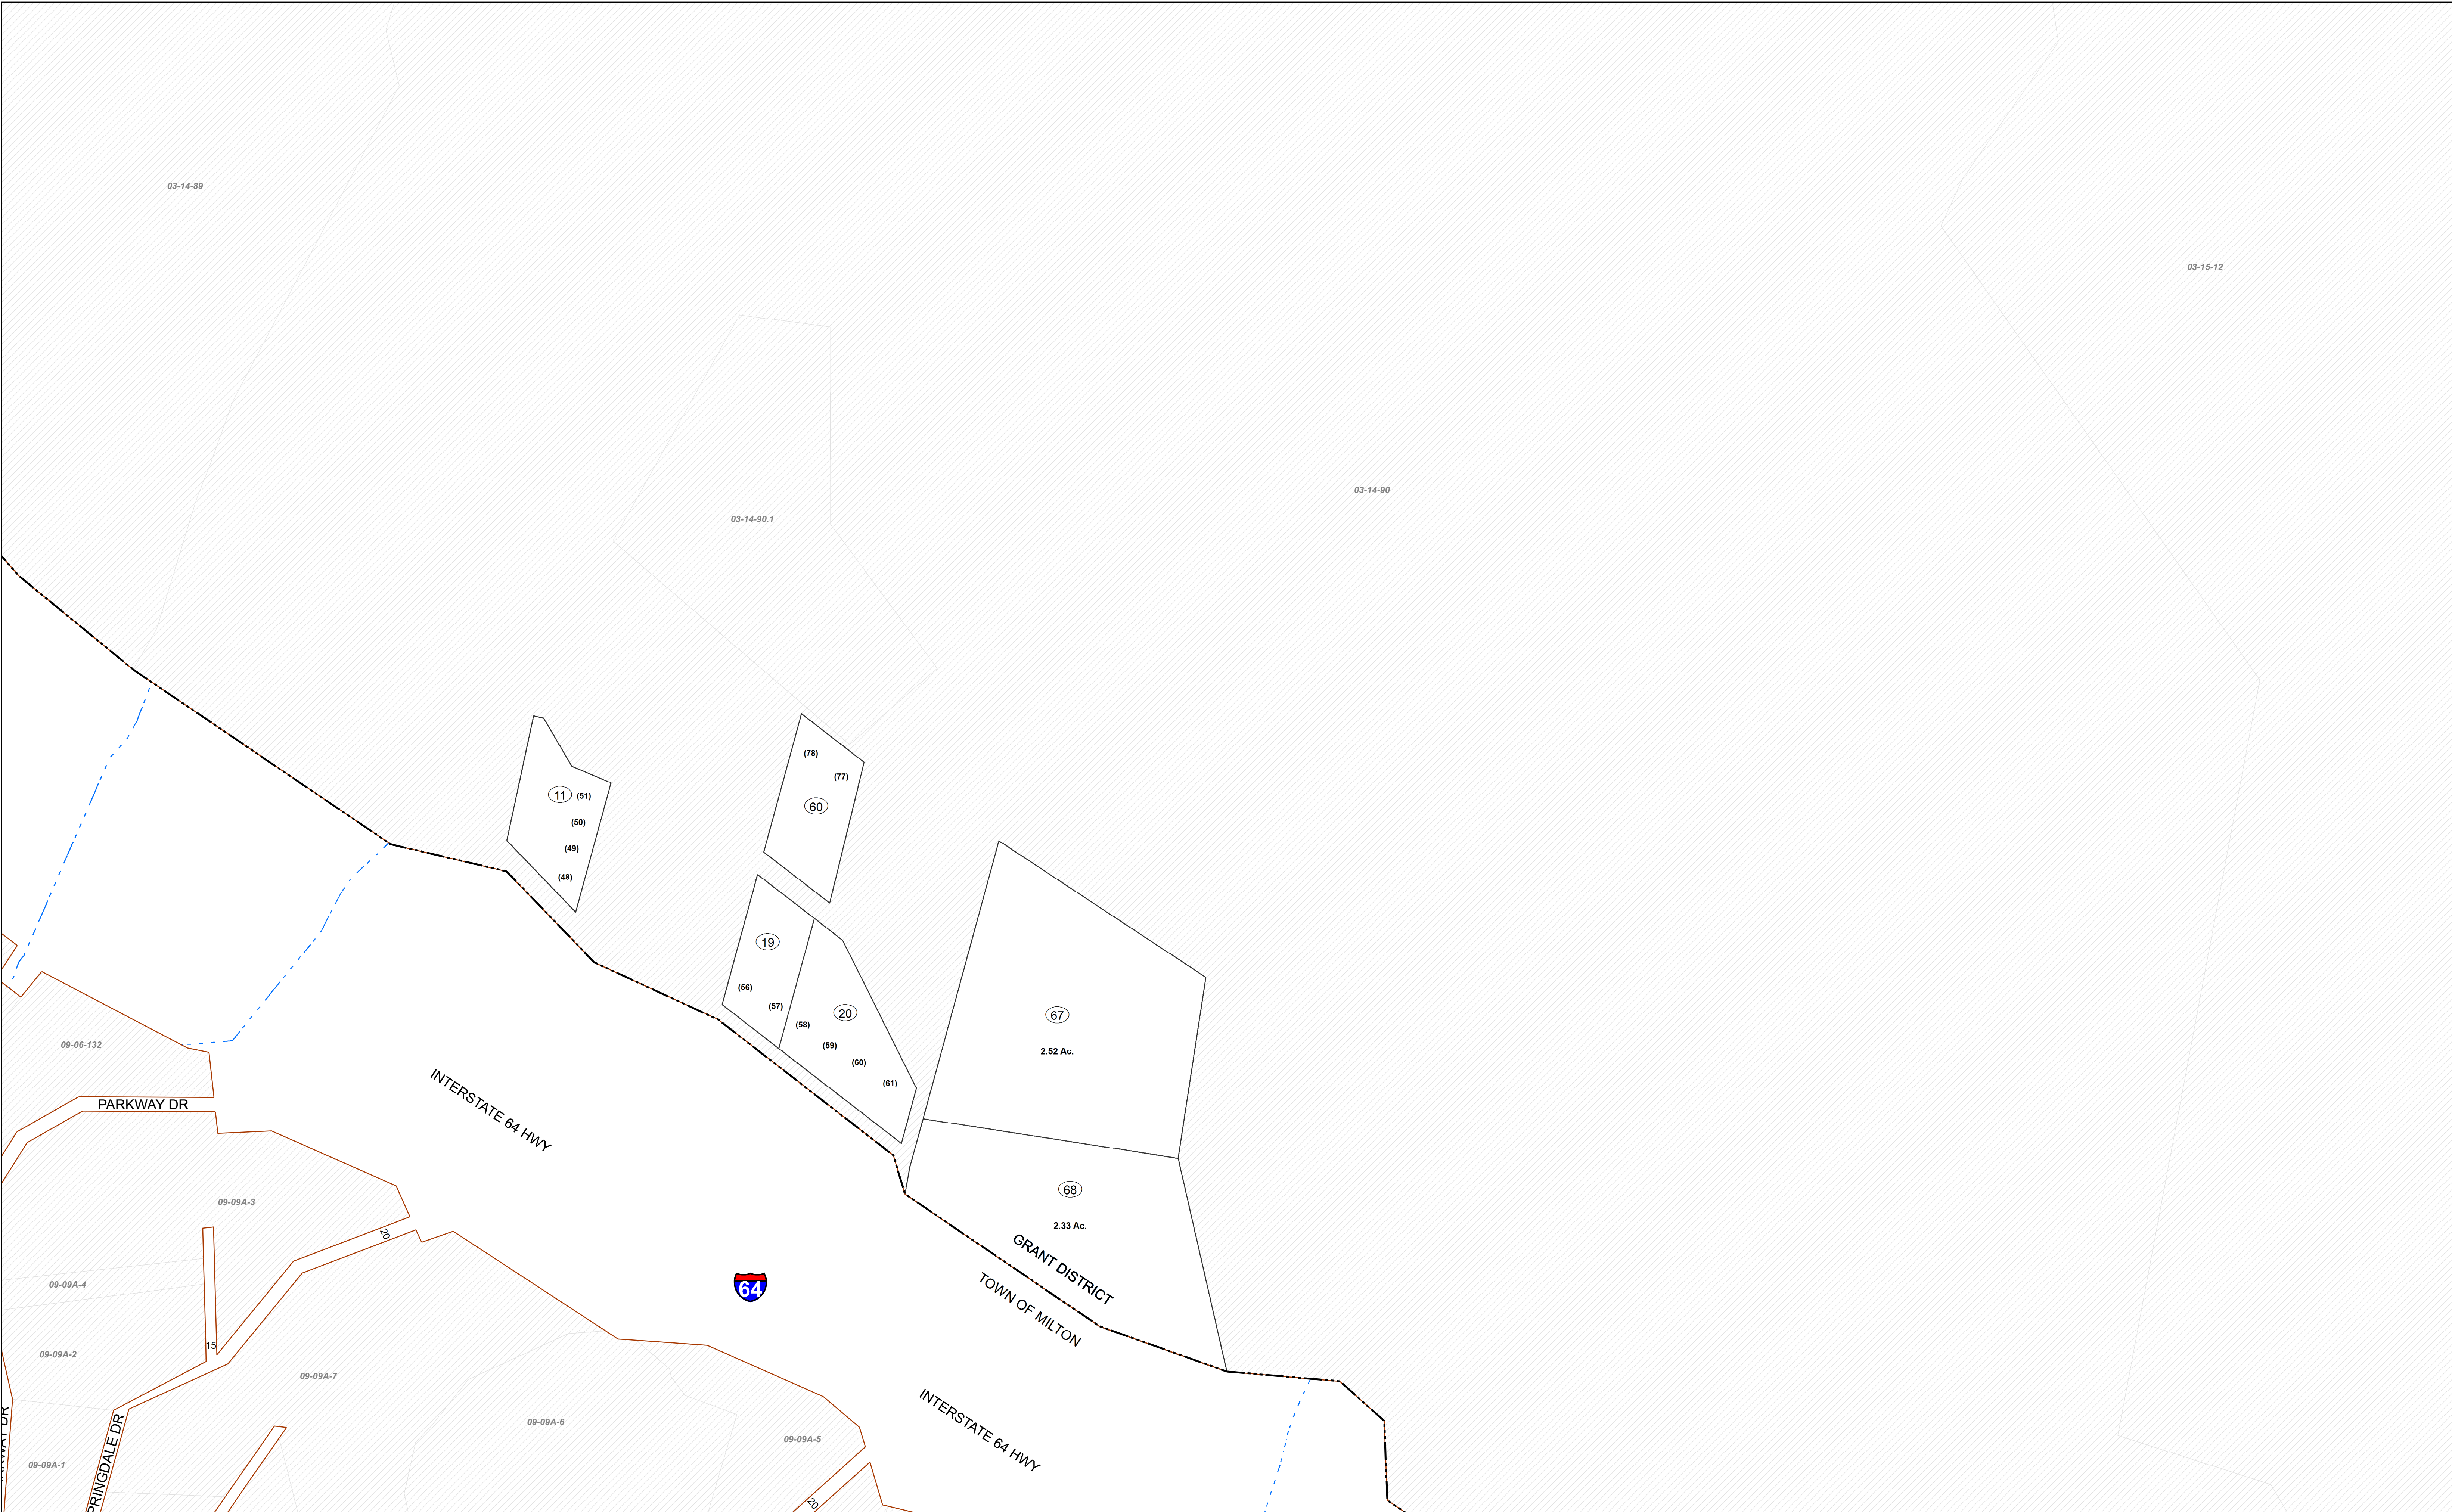 03-14-89
03-15-12
03-14-90
03-14-90.1
(78)
(77)
60
11 (51)
(50)
(49)
(48)
19
(56)
(57)
20
(58)
(59)
(60)
(61)
67
2.52 Ac.
09-06-132
PARKWAY DR
INTERSTATE 64 HWY
68
2.33 Ac.
09-09A-3
20
GRANT DISTRICT
TOWN OF MILTON
64
09-09A-4
15
09-09A-2
09-09A-7
09-09A-6
09-09A-5
INTERSTATE 64 HWY
09-09A-1
PRINGDALE DR
DR
20